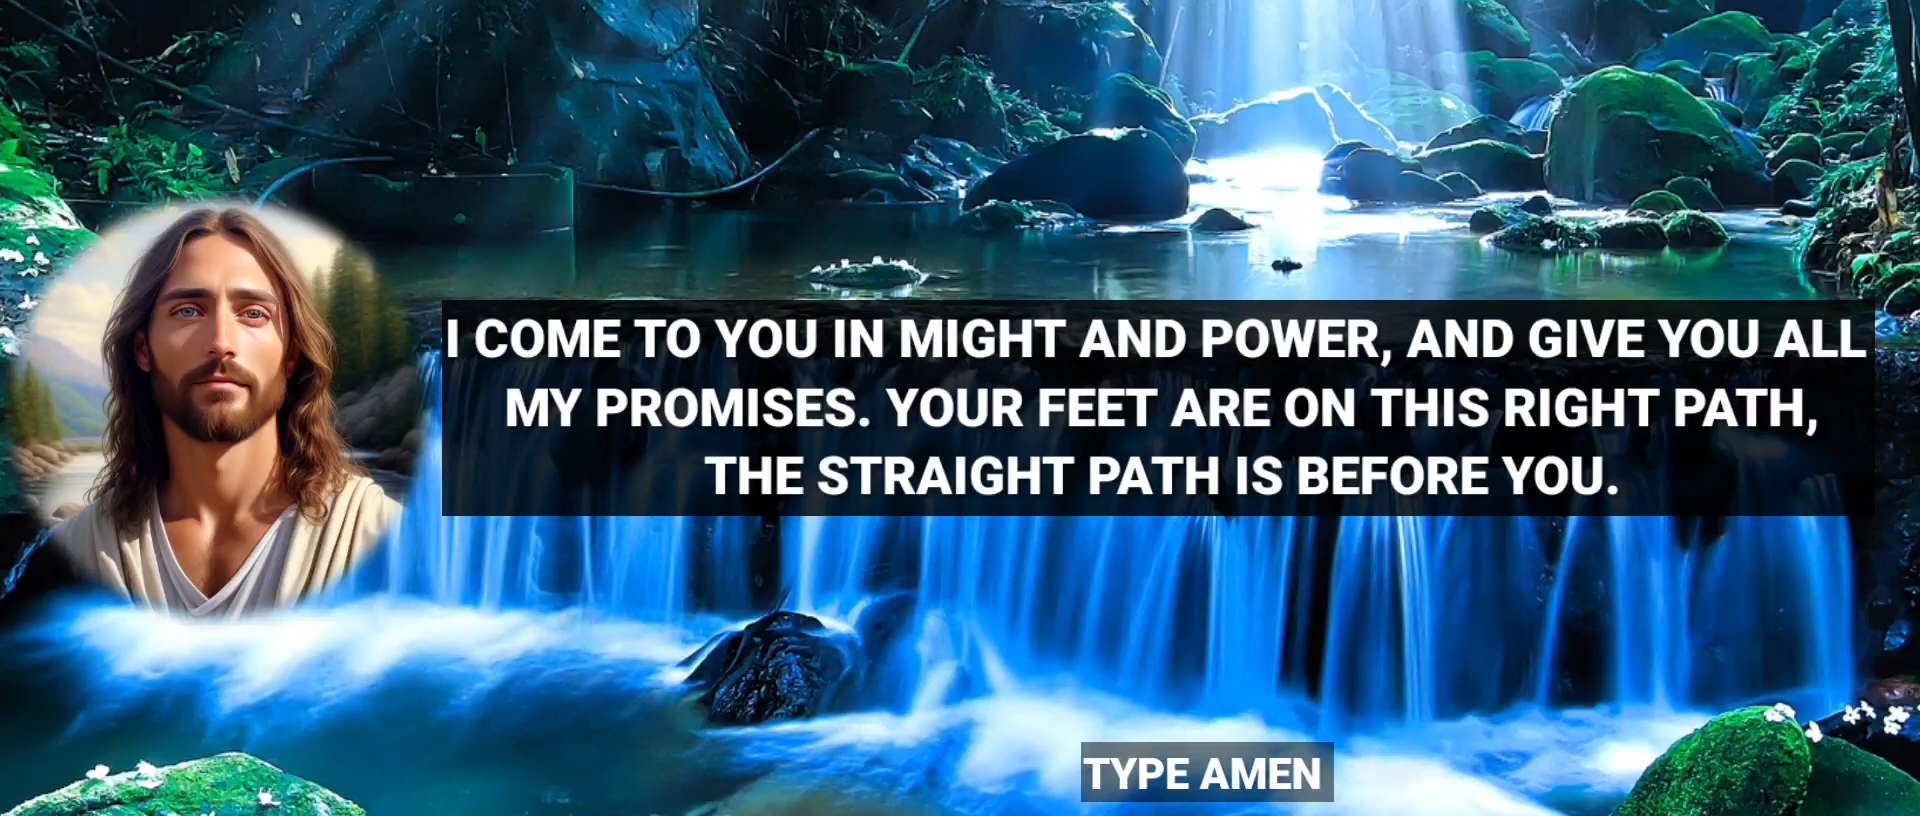 I COME TO YOU IN MIGHT AND POWER, AND GIVE YOU ALL
MY PROMISES. YOUR FEET ARE ON THIS RIGHT PATH,
THE STRAIGHT PATH IS BEFORE YOU.
TYPE AMEN